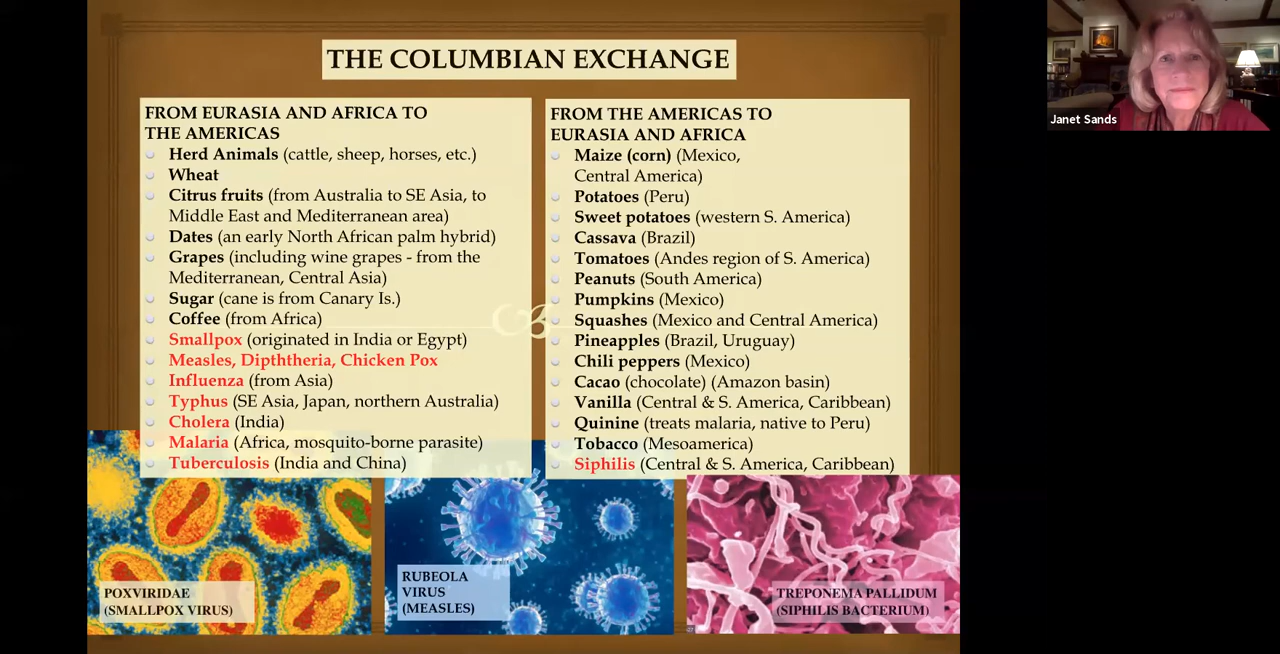 THE COLUMBIAN EXCHANGE
FROM EURASIA AND AFRICA TO
THE AMERICAS
Herd Animals (cattle, sheep, horses, etc.)
Wheat
Citrus fruits (from Australia to SE Asia, to
Middle East and Mediterranean area)
Dates (an early North African palm hybrid)
Grapes (including wine grapes - from the
Mediterranean, Central Asia)
Sugar (cane is from Canary Is.)
Coffee (from Africa)
Smallpox (originated in India or Egypt)
Measles, Dipththeria, Chicken Pox
Influenza (from Asia)
Typhus (SE Asia, Japan, northern Australia)
Cholera (India)
Malaria (Africa, mosquito-borne parasite)
Tuberculosis (India and China)
FROM THE AMERICAS TO
EURASIA AND AFRICA
Maize (corn) (Mexico,
Central America)
Potatoes (Peru)
Sweet potatoes (western S. America)
Cassava (Brazil)
Tomatoes (Andes region of S. America)
Peanuts (South America)
Pumpkins (Mexico)
Squashes (Mexico and Central America)
Pineapples (Brazil, Uruguay)
Chili peppers (Mexico)
Cacao (chocolate) (Amazon basin)
Vanilla (Central & S. America, Caribbean)
Quinine (treats malaria, native to Peru)
Tobacco (Mesoamerica)
Siphilis (Central & S. America, Caribbean)
POXVIRIDAE
(SMALLPOX VIRUS)
RUBEOLA
VIRUS
(MEASLES)
TREPONEMA PALLIDUM
(SIPHILIS BACTERIUM)
Janet Sands